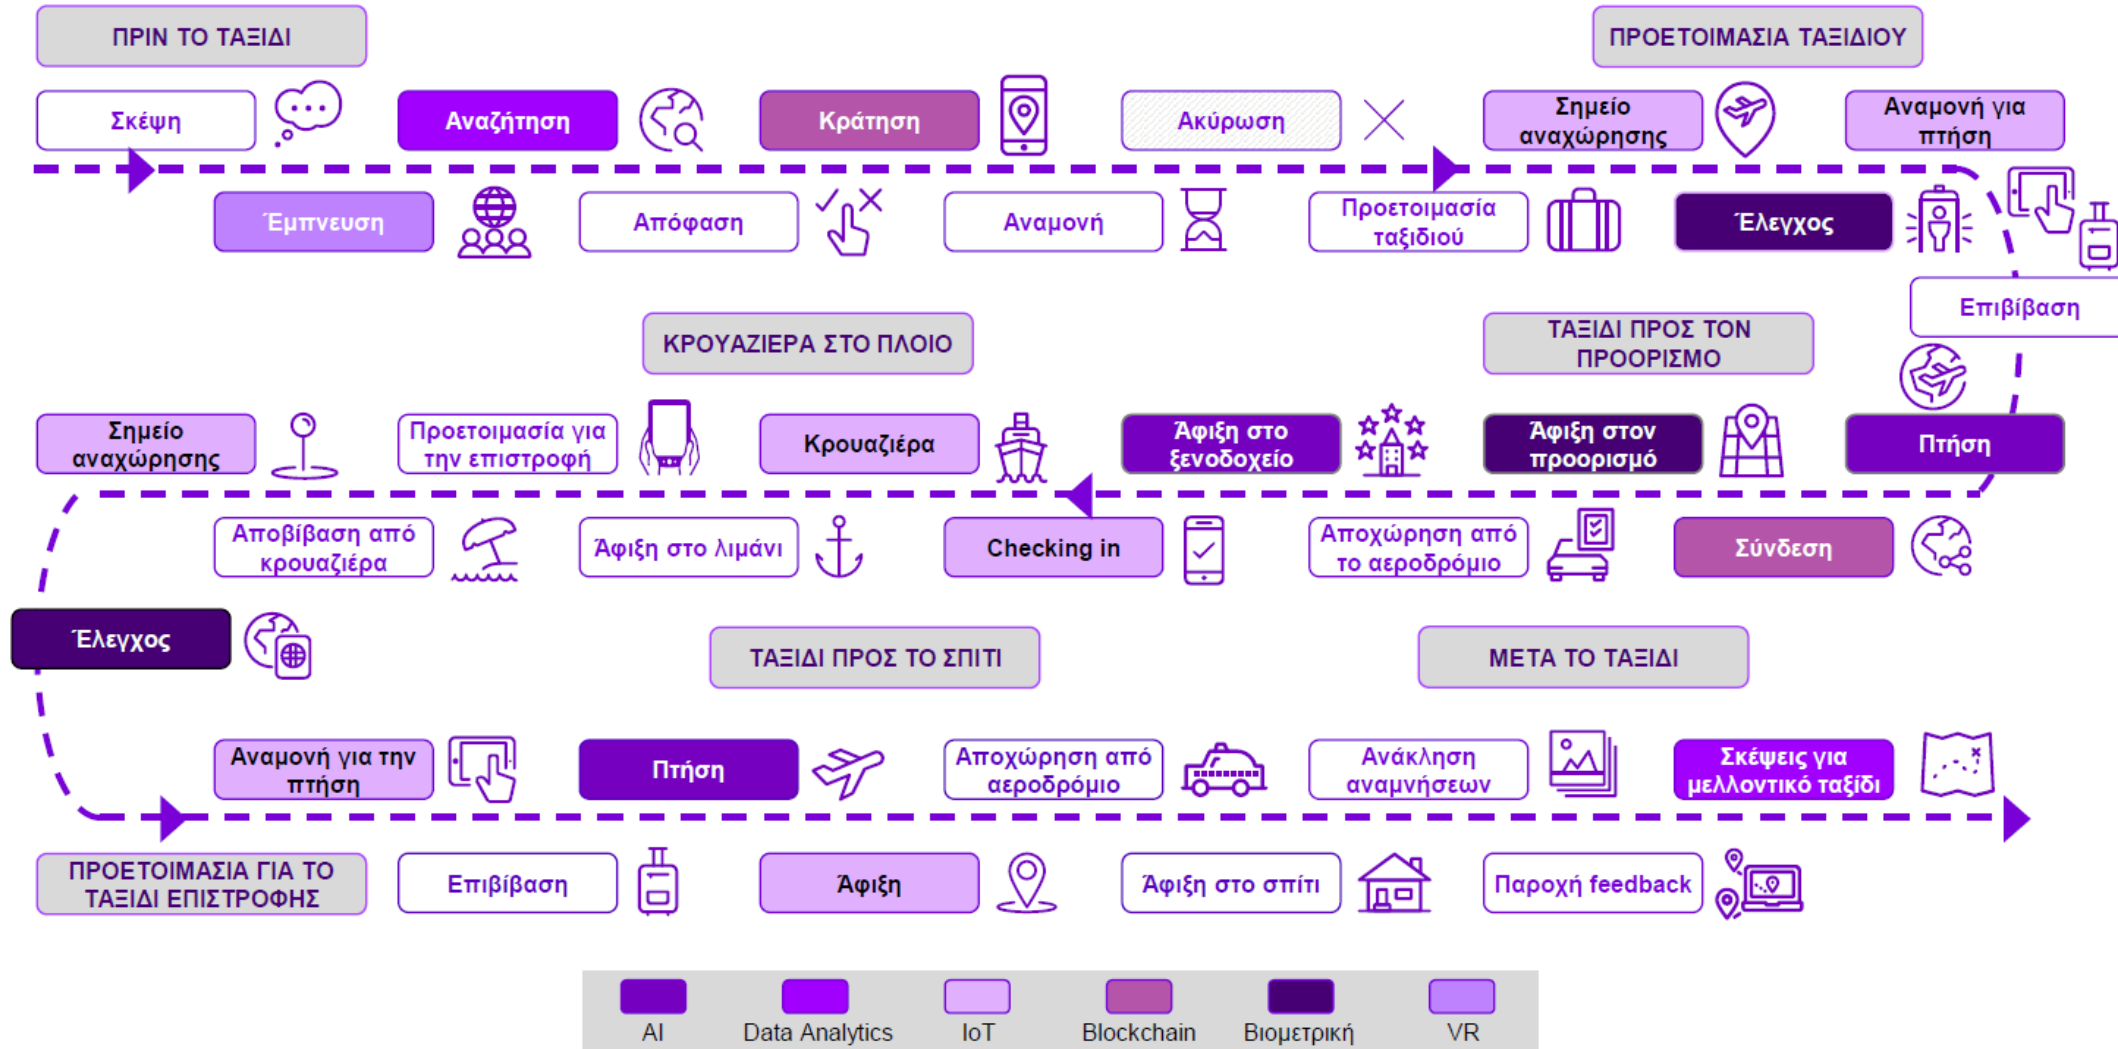 ΠΡΙΝ ΤΟ ΤΑΞΙΔΙ
ΠΡΟΕΤΟΙΜΑΣΙΑ ΤΑΞΙΔΙΟΥ
Σκέψη
Αναζήτηση
Κράτηση
Ακύρωση
Σημείο
αναχώρησης
Αναμονή για
πτήση
Έμπνευση
Απόφαση
Αναμονή
Προετοιμασία
ταξιδιού
Έλεγχος
Επιβίβαση
ΚΡΟΥΑΖΙΕΡΑ ΣΤΟ ΠΛΟΙΟ
ΤΑΞΙΔΙ ΠΡΟΣ ΤΟΝ
ΠΡΟΟΡΙΣΜΟ
Σημείο
αναχώρησης
Προετοιμασία για
την επιστροφή
Κρουαζιέρα
Άφιξη στο
ξενοδοχείο
Άφιξη στον
προορισμό
Πτήση
Αποβίβαση από
κρουαζιέρα
Άφιξη στο λιμάνι
Checking in
Αποχώρηση από
το αεροδρόμιο
Σύνδεση
Έλεγχος
ΤΑΞΙΔΙ ΠΡΟΣ ΤΟ ΣΠΙΤΙ
ΜΕΤΑ ΤΟ ΤΑΞΙΔΙ
Αναμονή για την
πτήση
Πτήση
Αποχώρηση από
αεροδρόμιο
Ανάκληση
αναμνήσεων
Σκέψεις για
μελλοντικό ταξίδι
ΠΡΟΕΤΟΙΜΑΣΙΑ ΓΙΑ ΤΟ
ΤΑΞΙΔΙ ΕΠΙΣΤΡΟΦΗΣ
Επιβίβαση
Άφιξη
Άφιξη στο σπίτι
Παροχή feedback
AI
Data Analytics
IoT
Blockchain
Βιομετρική
VR